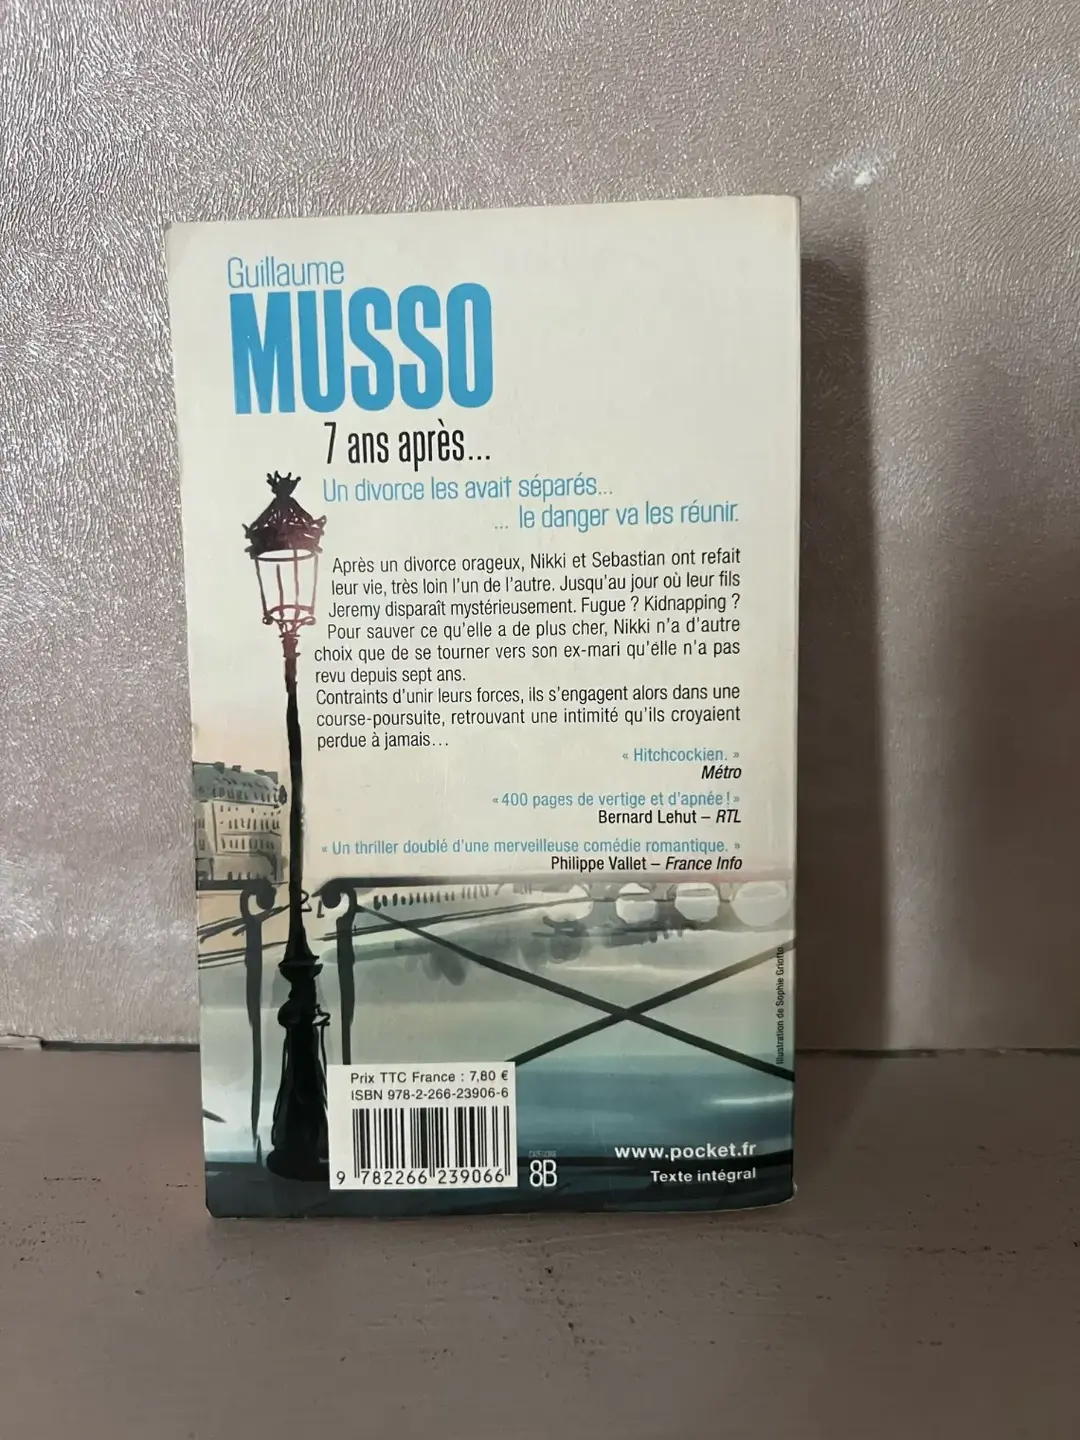 Guillaume
MUSSO
7 ans après...
Un divorce les avait séparés...
... le danger va les réunir.
Après un divorce orageux, Nikki et Sebastian ont refait
leur vie, très loin l'un de l'autre. Jusqu'au jour où leur fils
Jeremy disparaît mystérieusement. Fugue ? Kidnapping ?
Pour sauver ce qu'elle a de plus cher, Nikki n'a d'autre
choix que de se tourner vers son ex-mari qu'elle n'a pas
revu depuis sept ans.
Contraints d'unir leurs forces, ils s'engagent alors dans une
course-poursuite, retrouvant une intimité qu'ils croyaient
perdue à jamais...
« Hitchcockien. »
Métro
« 400 pages de vertige et d'apnée ! »
Bernard Lehut – RTL
« Un thriller doublé d'une merveilleuse comédie romantique. »
Philippe Vallet – France Info
Illustration de Sophie Griotto
Prix TTC France : 7,80 €
ISBN 978-2-266-23906-6
9 782266 239066
CATÉGORIE
8B
www.pocket.fr
Texte intégral